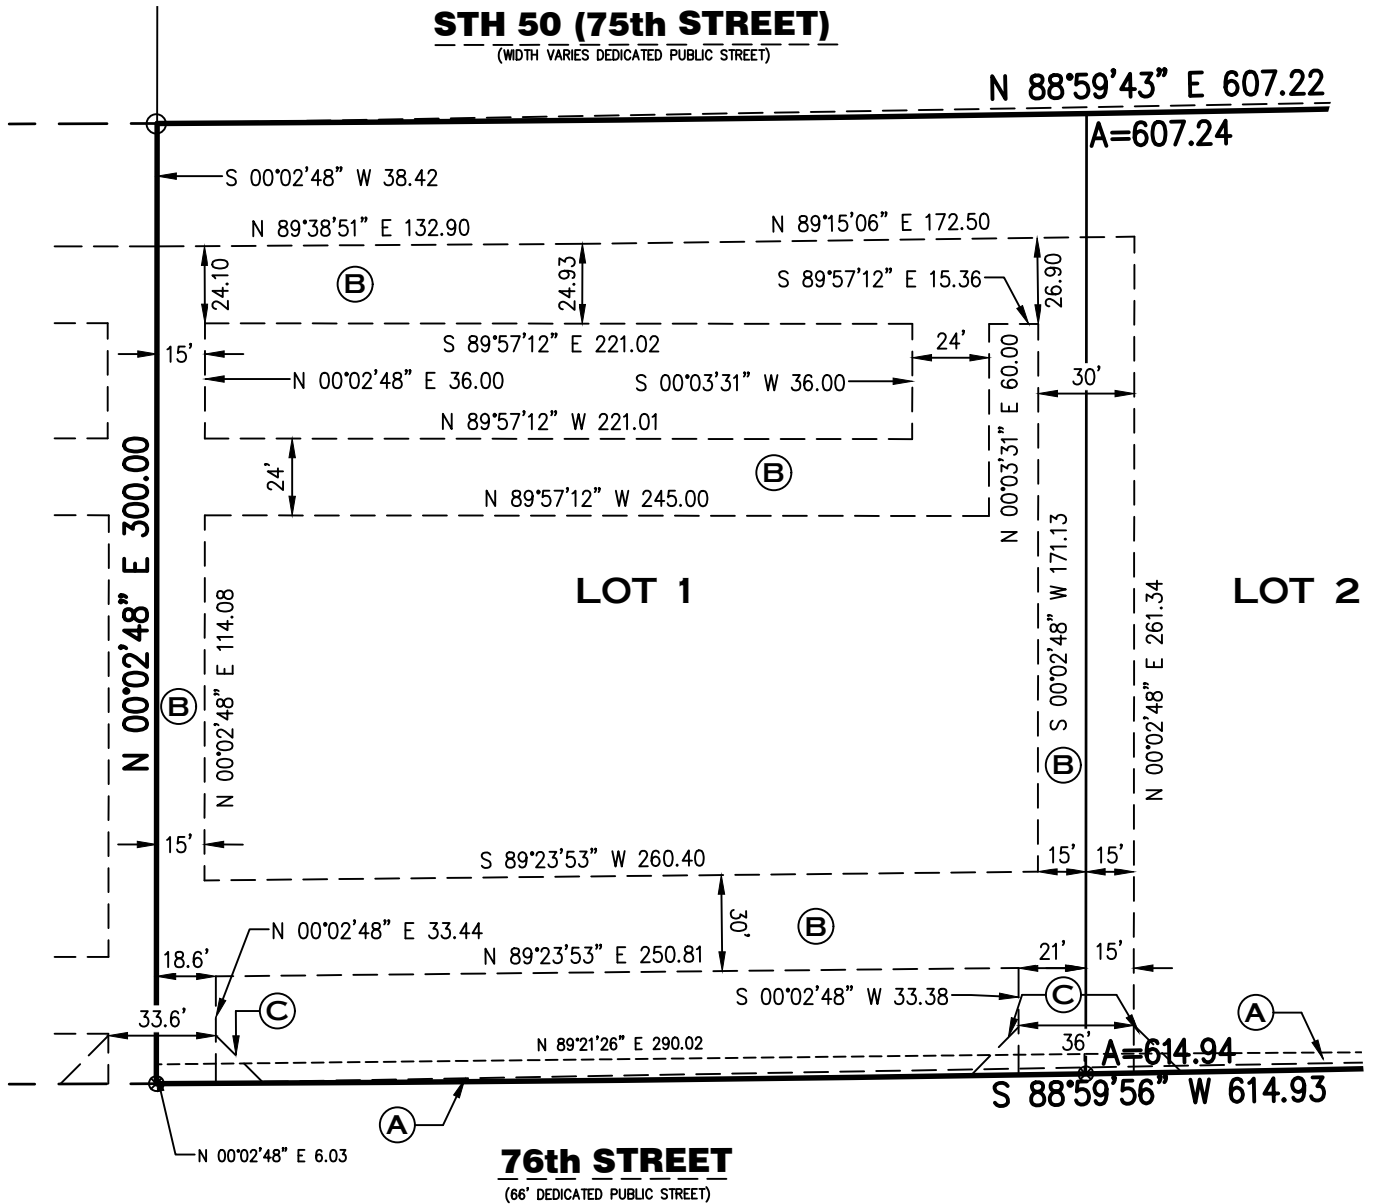 STH 50 (75th STREET)
(WIDTH VARIES DEDICATED PUBLIC STREET)
N 88°59'43" E 607.22
A=607.24
S 00°02'48" W 38.42
N 89°38'51" E 132.90
N 89°15'06" E 172.50
24.10
B
24.93
S 89°57'12" E 15.36
26.90
S 89°57'12" E 221.02
24'
15'
N 00°02'48" E 36.00
S 00°03'31" W 36.00
30'
N 00°03'31" E 60.00
N 89°57'12" W 221.01
24'
B
N 89°57'12" W 245.00
N 00°02'48" E 300.00
LOT 1
LOT 2
N 00°02'48" E 114.08
S 00°02'48" W 171.13
N 00°02'48" E 261.34
B
B
15'
S 89°23'53" W 260.40
15'
15'
30'
B
N 00°02'48" E 33.44
18.6'
N 89°23'53" E 250.81
21'
15'
S 00°02'48" W 33.38
C
C
33.6'
A
N 89°21'26" E 290.02
36'
A=614.94
S 88°59'56" W 614.93
A
N 00°02'48" E 6.03
76th STREET
(66' DEDICATED PUBLIC STREET)